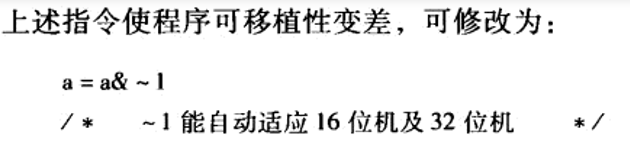 上述指令使程序可移植性变差，可修改为：
a = a& ~ 1
/ * ~ 1 能自动适应 16 位机及 32 位机 * /